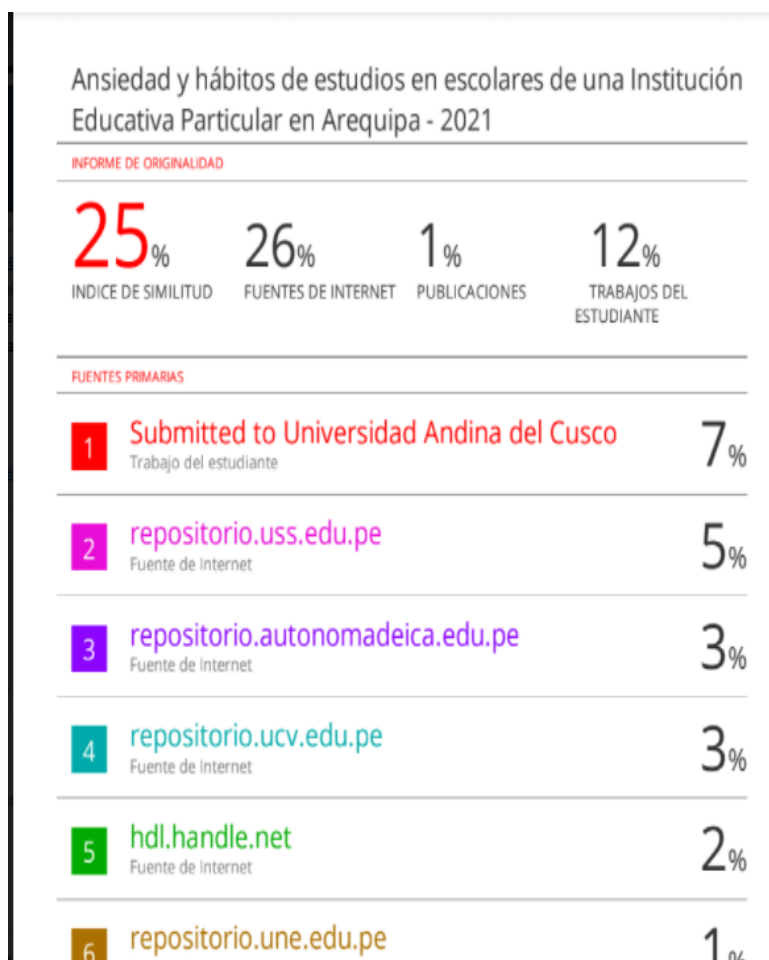 Ansiedad y hábitos de estudios en escolares de una Institución
Educativa Particular en Arequipa - 2021
INFORME DE ORIGINALIDAD
25%
26%
1%
12%
INDICE DE SIMILITUD
FUENTES DE INTERNET
PUBLICACIONES
TRABAJOS DEL
ESTUDIANTE
FUENTES PRIMARIAS
1
Submitted to Universidad Andina del Cusco
Trabajo del estudiante
7%
2
repositorio.uss.edu.pe
Fuente de Internet
5%
3
repositorio.autonomadeica.edu.pe
Fuente de Internet
3%
4
repositorio.ucv.edu.pe
Fuente de Internet
3%
5
hdl.handle.net
Fuente de Internet
2%
6
repositorio.une.edu.pe
1%